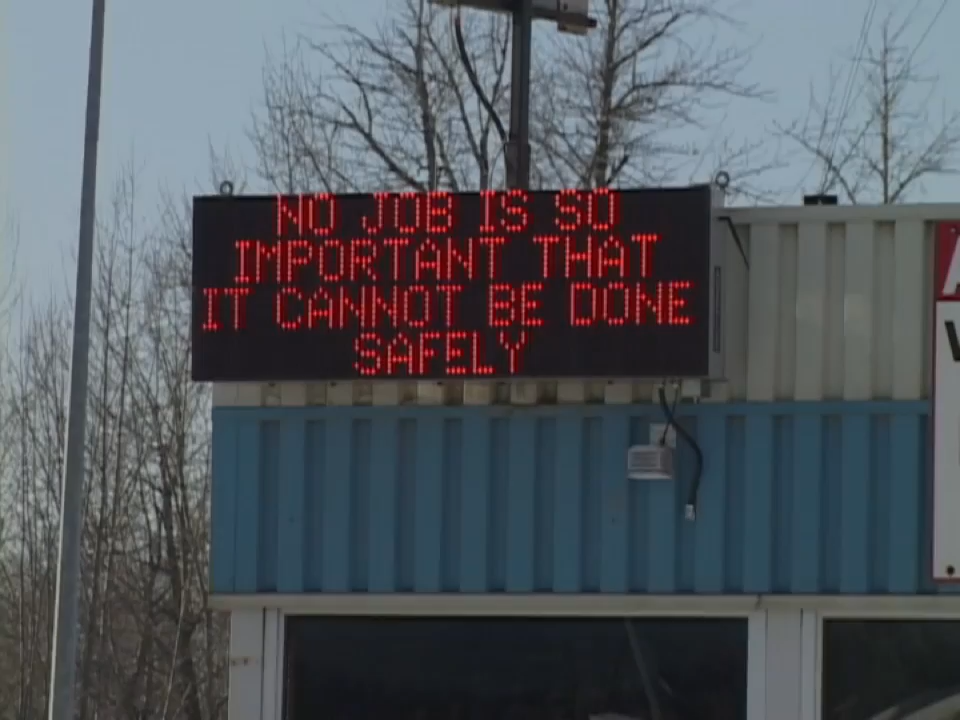 NO JOB IS SO
IMPORTANT THAT
IT CANNOT BE DONE
SAFELY